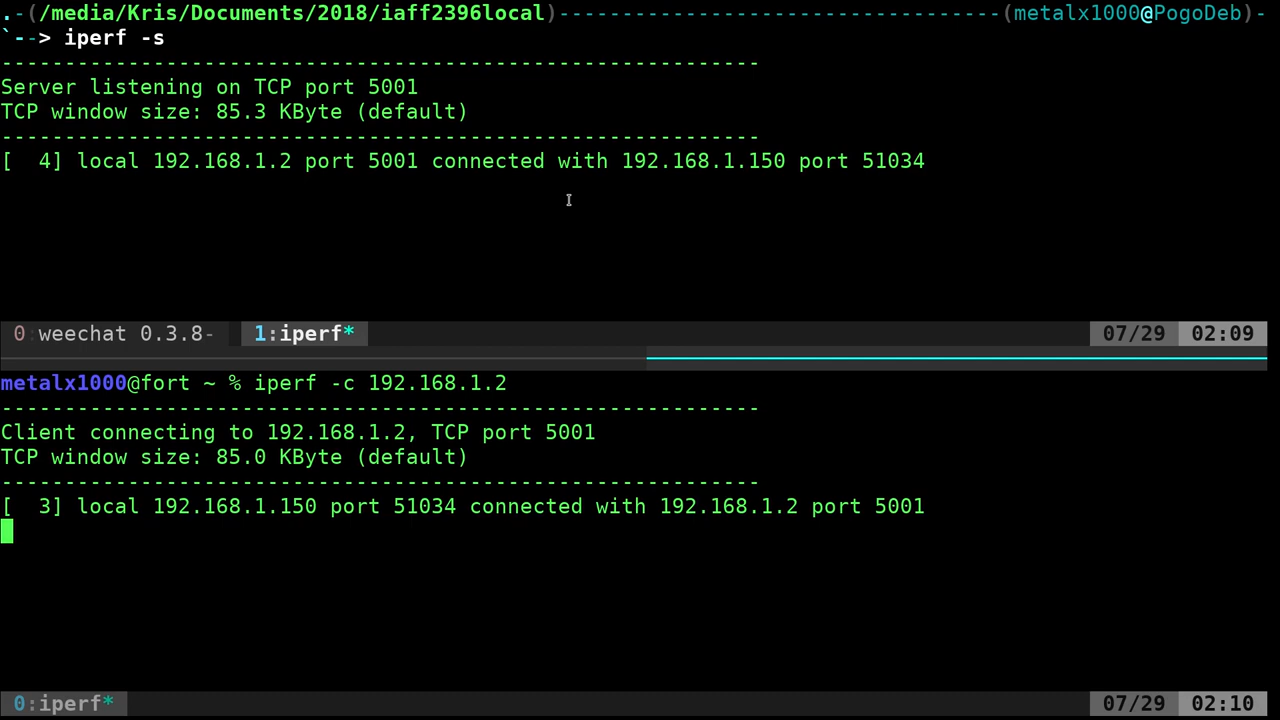 .-(/media/Kris/Documents/2018/iaff2396local)-----------------------------------(metalx1000@PogoDeb)-
`--> iperf -s
------------------------------------------------------------
Server listening on TCP port 5001
TCP window size: 85.3 KByte (default)
------------------------------------------------------------
[  4] local 192.168.1.2 port 5001 connected with 192.168.1.150 port 51034
0 weechat 0.3.8- 1:iperf* 07/29 02:09
metalx1000@fort ~ % iperf -c 192.168.1.2
------------------------------------------------------------
Client connecting to 192.168.1.2, TCP port 5001
TCP window size: 85.0 KByte (default)
------------------------------------------------------------
[  3] local 192.168.1.150 port 51034 connected with 192.168.1.2 port 5001
0:iperf* 07/29 02:10